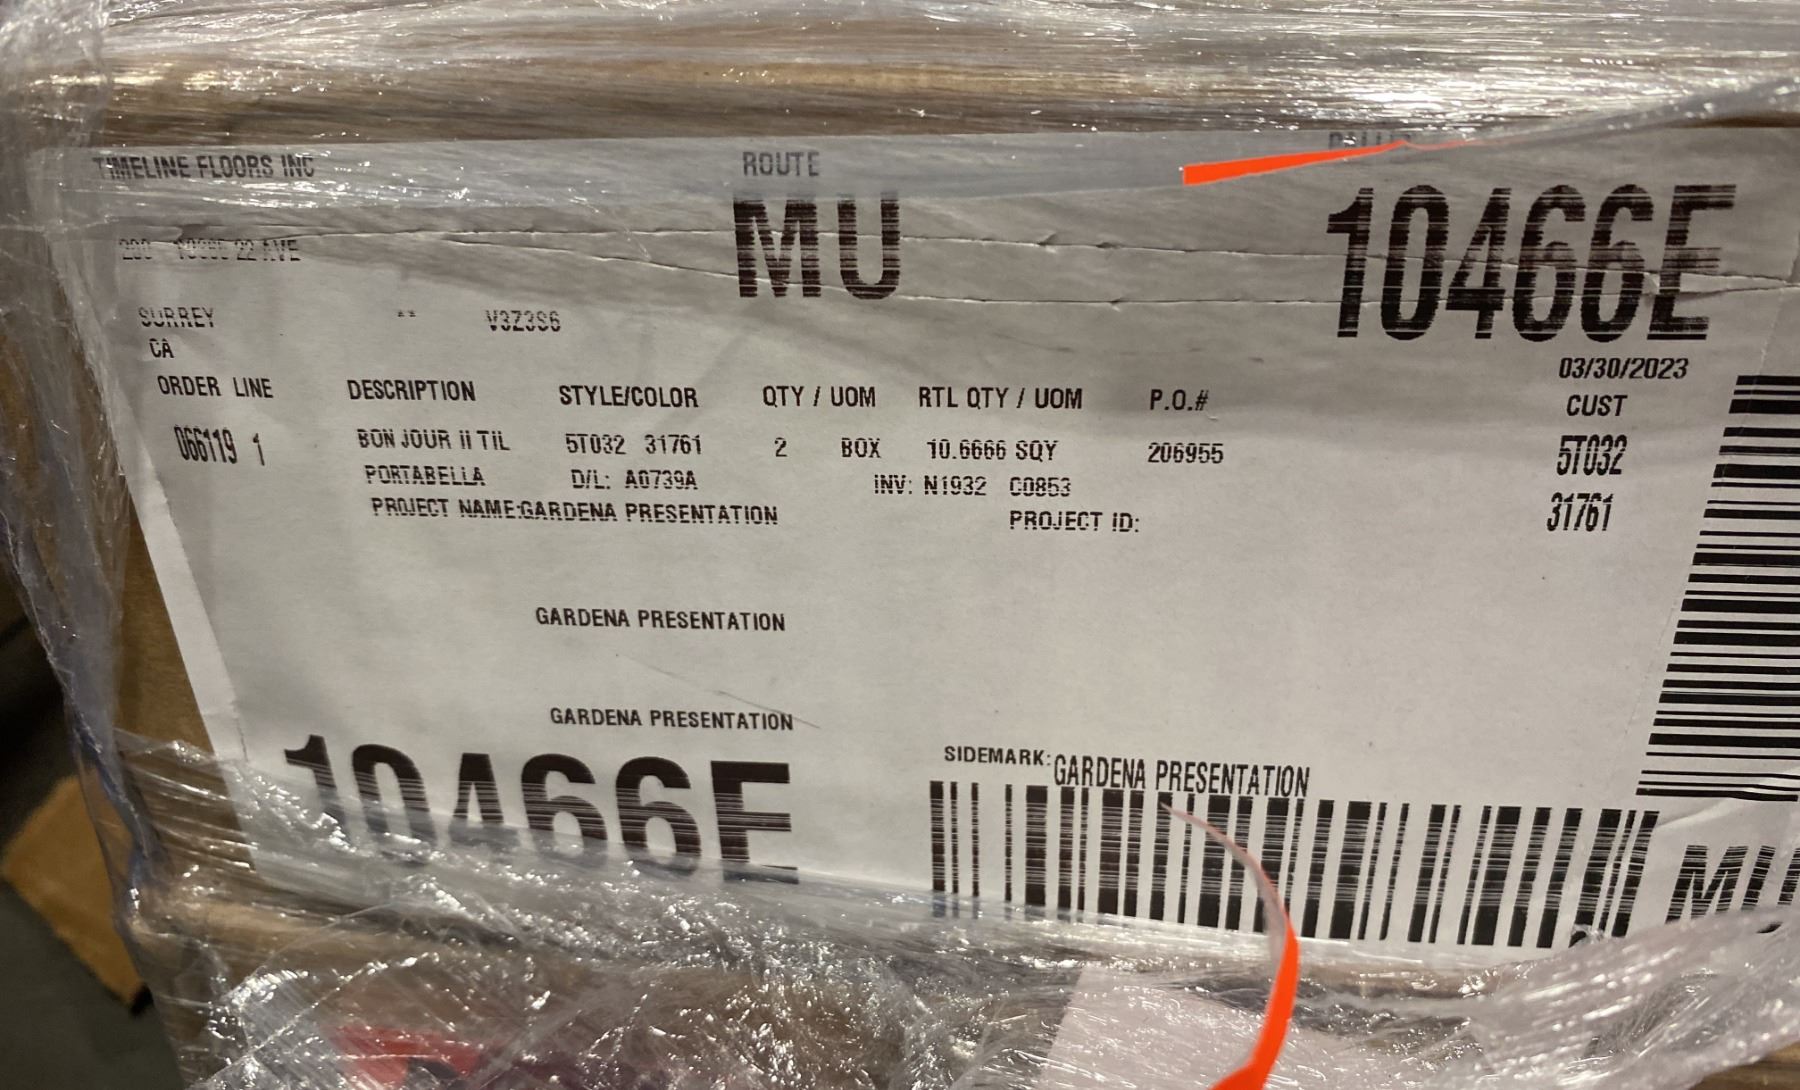 TIMELINE FLOORS INC
ROUTE
MU
10466E
22 AVE
SURREY ** V3Z3S6
CA
03/30/2023
ORDER LINE DESCRIPTION STYLE/COLOR QTY / UOM RTL QTY / UOM P.O.# CUST
066119 1 BON JOUR II TIL 5T032 31761 2 BOX 10.6666 SQY 206955 5T032
PORTABELLA D/L: A0739A INV: N1932 C0853 31761
PROJECT NAME:GARDENA PRESENTATION PROJECT ID:
GARDENA PRESENTATION
GARDENA PRESENTATION
10466E
SIDEMARK: GARDENA PRESENTATION
MU